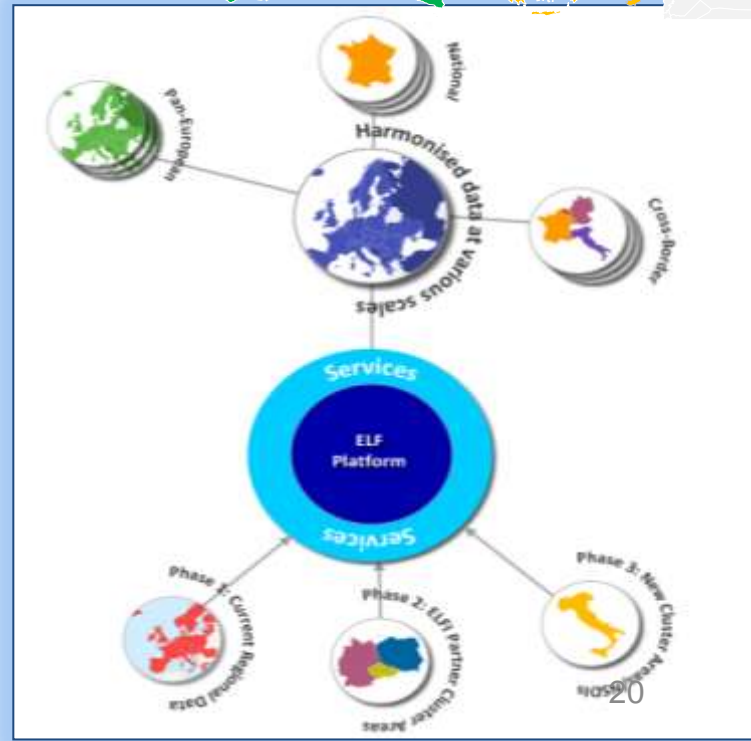 National
Pan-European
Harmonised data at various scales
Cross-Border
Services
ELF
Platform
Services
Phase 1: Current Regional Data
Phase 2: ELF Partner Cluster Areas
Phase 3: New Cluster Areas
20